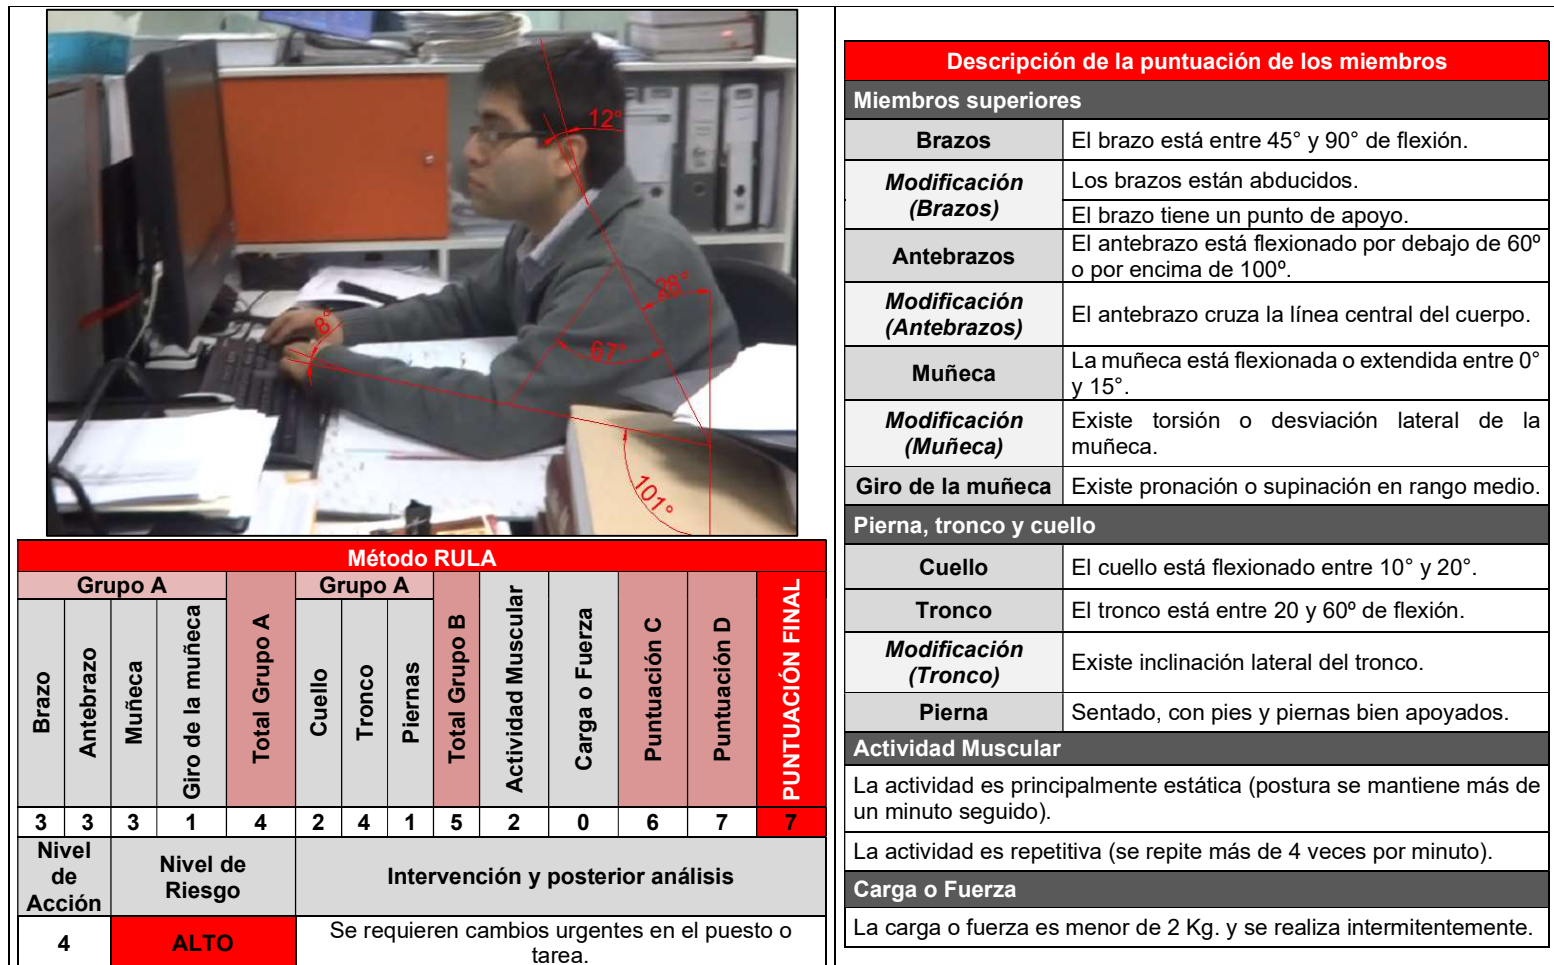 12°
28°
8°
67°
101°
Método RULA
Grupo A
Grupo A
Brazo
Antebrazo
Muñeca
Giro de la muñeca
Total Grupo A
Cuello
Tronco
Piernas
Total Grupo B
Actividad Muscular
Carga o Fuerza
Puntuación C
Puntuación D
PUNTUACIÓN FINAL
3 3 3 1 4 2 4 1 5 2 0 6 7 7
Nivel
de
Acción
Nivel de
Riesgo
Intervención y posterior análisis
4
ALTO
Se requieren cambios urgentes en el puesto o
tarea.
Descripción de la puntuación de los miembros
Miembros superiores
Brazos
El brazo está entre 45° y 90° de flexión.
Modificación
(Brazos)
Los brazos están abducidos.
El brazo tiene un punto de apoyo.
Antebrazos
El antebrazo está flexionado por debajo de 60º
o por encima de 100º.
Modificación
(Antebrazos)
El antebrazo cruza la línea central del cuerpo.
Muñeca
La muñeca está flexionada o extendida entre 0°
y 15°.
Modificación
(Muñeca)
Existe torsión o desviación lateral de la
muñeca.
Giro de la muñeca
Existe pronación o supinación en rango medio.
Pierna, tronco y cuello
Cuello
El cuello está flexionado entre 10° y 20°.
Tronco
El tronco está entre 20 y 60º de flexión.
Modificación
(Tronco)
Existe inclinación lateral del tronco.
Pierna
Sentado, con pies y piernas bien apoyados.
Actividad Muscular
La actividad es principalmente estática (postura se mantiene más de
un minuto seguido).
La actividad es repetitiva (se repite más de 4 veces por minuto).
Carga o Fuerza
La carga o fuerza es menor de 2 Kg. y se realiza intermitentemente.